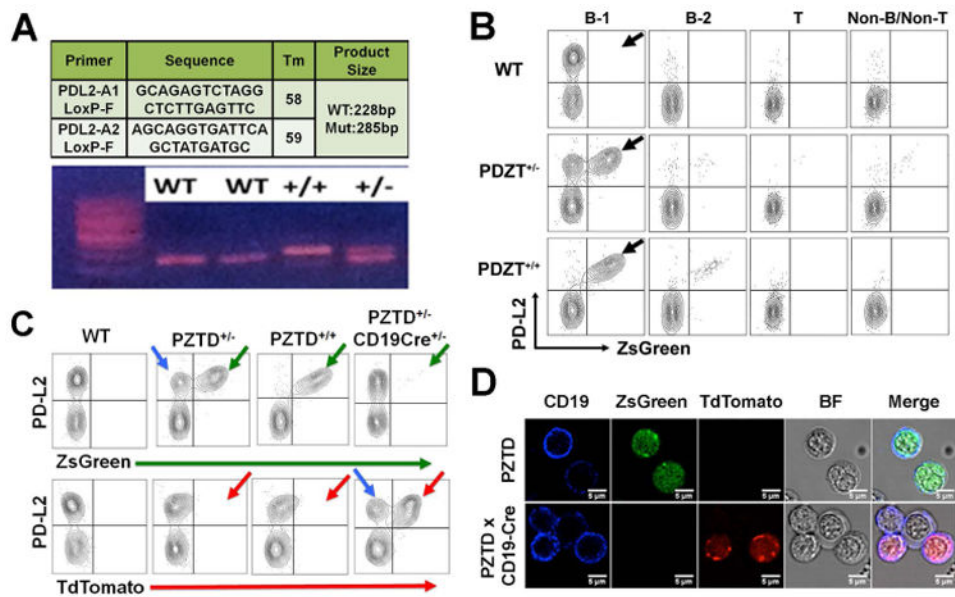 A
Primer Sequence Tm Product Size
PDL2-A1 LoxP-F GCAGAGTCTAGG CTCTTGAGTTC 58 WT:228bp Mut:285bp
PDL2-A2 LoxP-F AGCAGGTGATTCA GCTATGATGC 59
WT WT +/+ +/-
B
B-1 B-2 T Non-B/Non-T
WT
PDZT+/-
PDZT+/+
PD-L2
ZsGreen
C
WT PZTD+/- PZTD+/+ PZTD+/- CD19Cre+/-
PD-L2
ZsGreen
PD-L2
TdTomato
D
CD19 ZsGreen TdTomato BF Merge
PZTD
5 μm 5 μm 5 μm 5 μm 5 μm
PZTD x CD19-Cre
5 μm 5 μm 5 μm 5 μm 5 μm